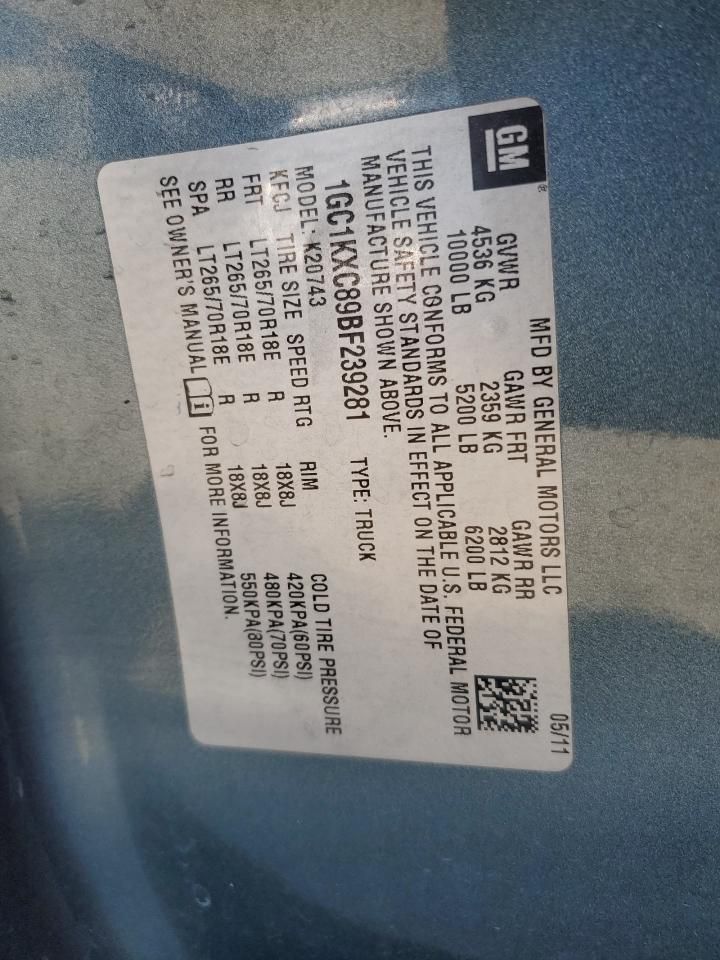 GM ®
MFD BY GENERAL MOTORS LLC 05/11
GVWR GAWR FRT GAWR RR
4536 KG 2359 KG 2812 KG
10000 LB 5200 LB 6200 LB
THIS VEHICLE CONFORMS TO ALL APPLICABLE U.S. FEDERAL MOTOR
VEHICLE SAFETY STANDARDS IN EFFECT ON THE DATE OF
MANUFACTURE SHOWN ABOVE.
1GC1KXC89BF239281 TYPE: TRUCK
MODEL: K20743
KFCJ TIRE SIZE SPEED RTG RIM COLD TIRE PRESSURE
FRT LT265/70R18E R 18X8J 420KPA(60PSI)
RR LT265/70R18E R 18X8J 480KPA(70PSI)
SPA LT265/70R18E R 18X8J 550KPA(80PSI)
SEE OWNER'S MANUAL i FOR MORE INFORMATION.